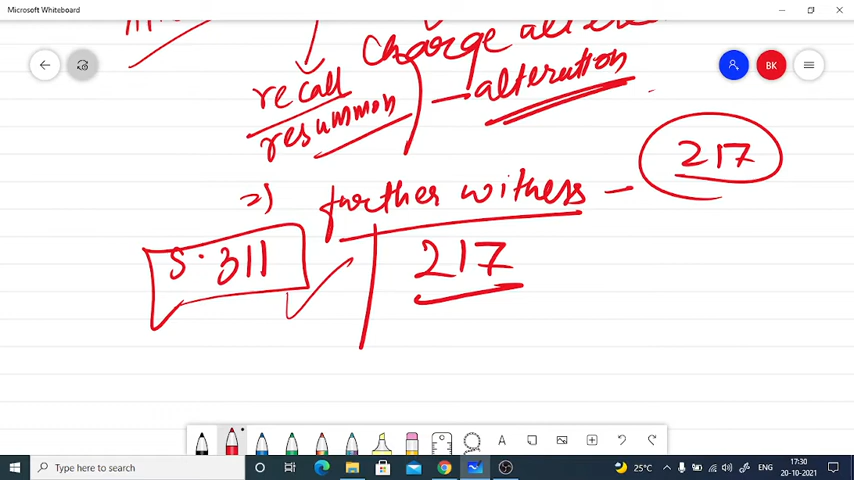 Microsoft Whiteboard
BK
charge
recall
resummon
alteration
217
2) further witness -
S. 311
217
Type here to search
25°C
ENG
17:30
20-10-2021